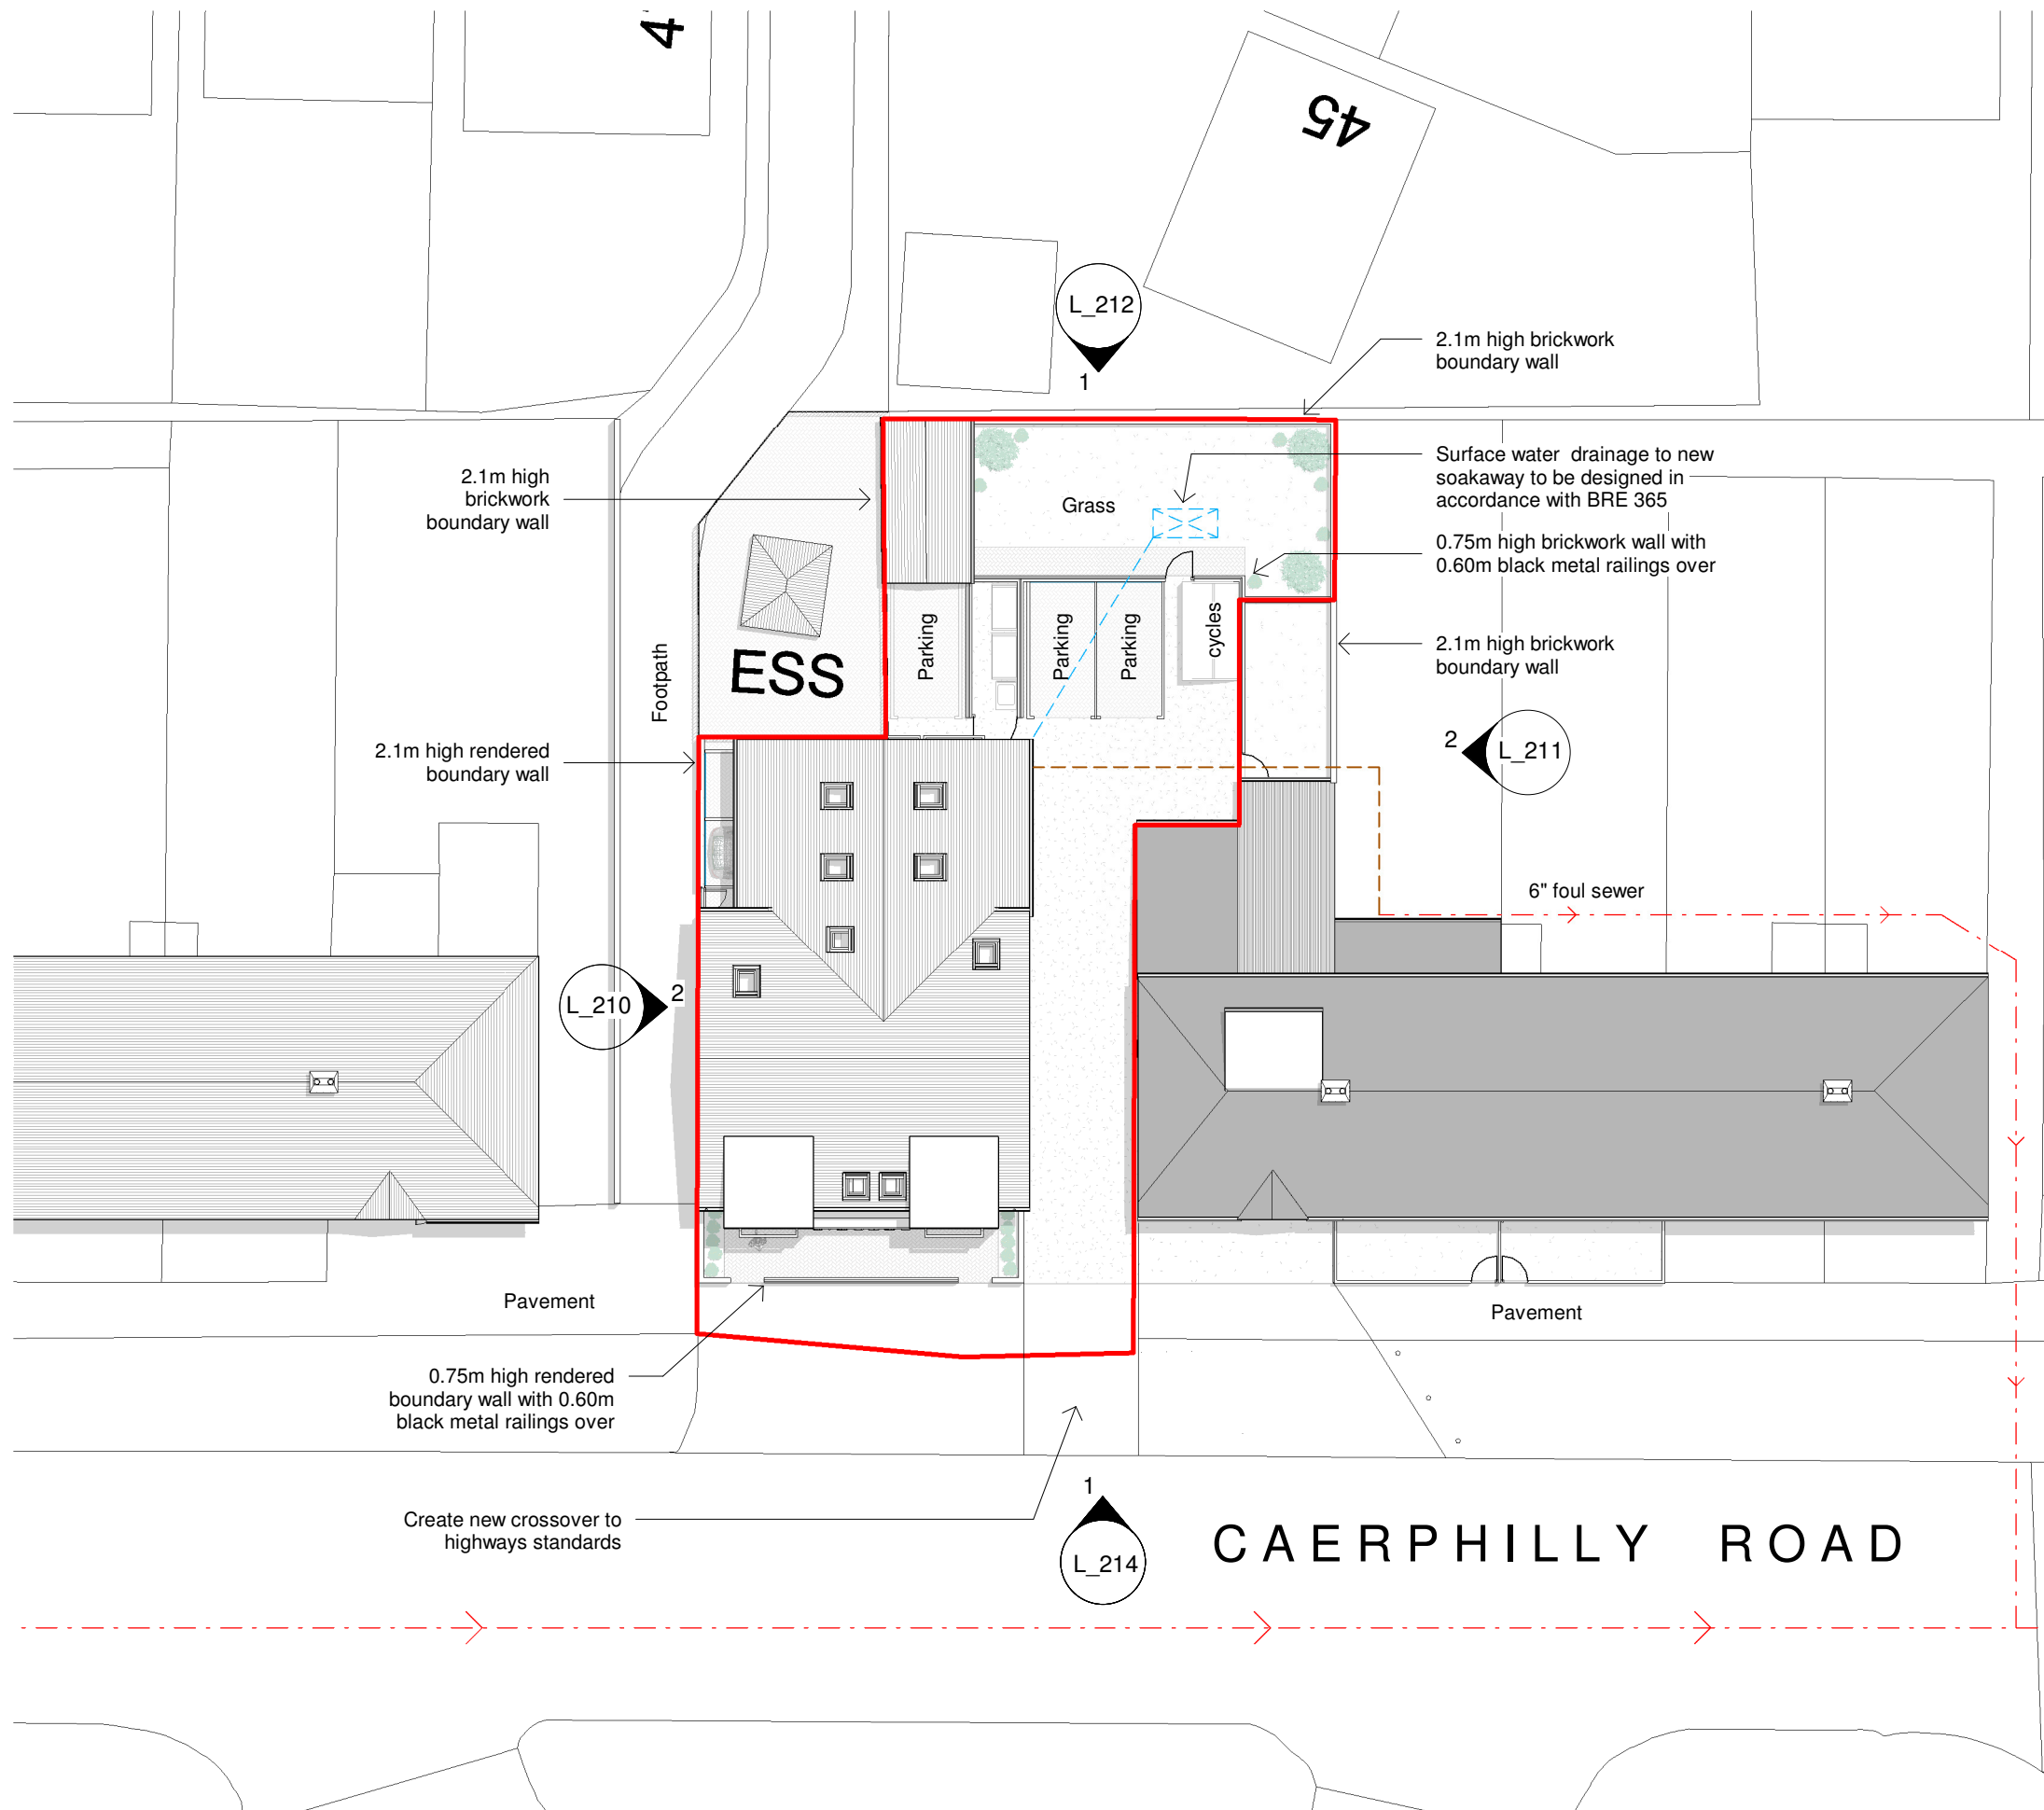 4
45
L_212
1
2.1m high brickwork
boundary wall
2.1m high
brickwork
boundary wall
Surface water drainage to new
soakaway to be designed in
accordance with BRE 365
Grass
0.75m high brickwork wall with
0.60m black metal railings over
Parking
Parking
Parking
cycles
ESS
Footpath
2.1m high brickwork
boundary wall
2.1m high rendered
boundary wall
2
L_211
6" foul sewer
L_210
2
Pavement
Pavement
0.75m high rendered
boundary wall with 0.60m
black metal railings over
Create new crossover to
highways standards
1
L_214
CAERPHILLY ROAD